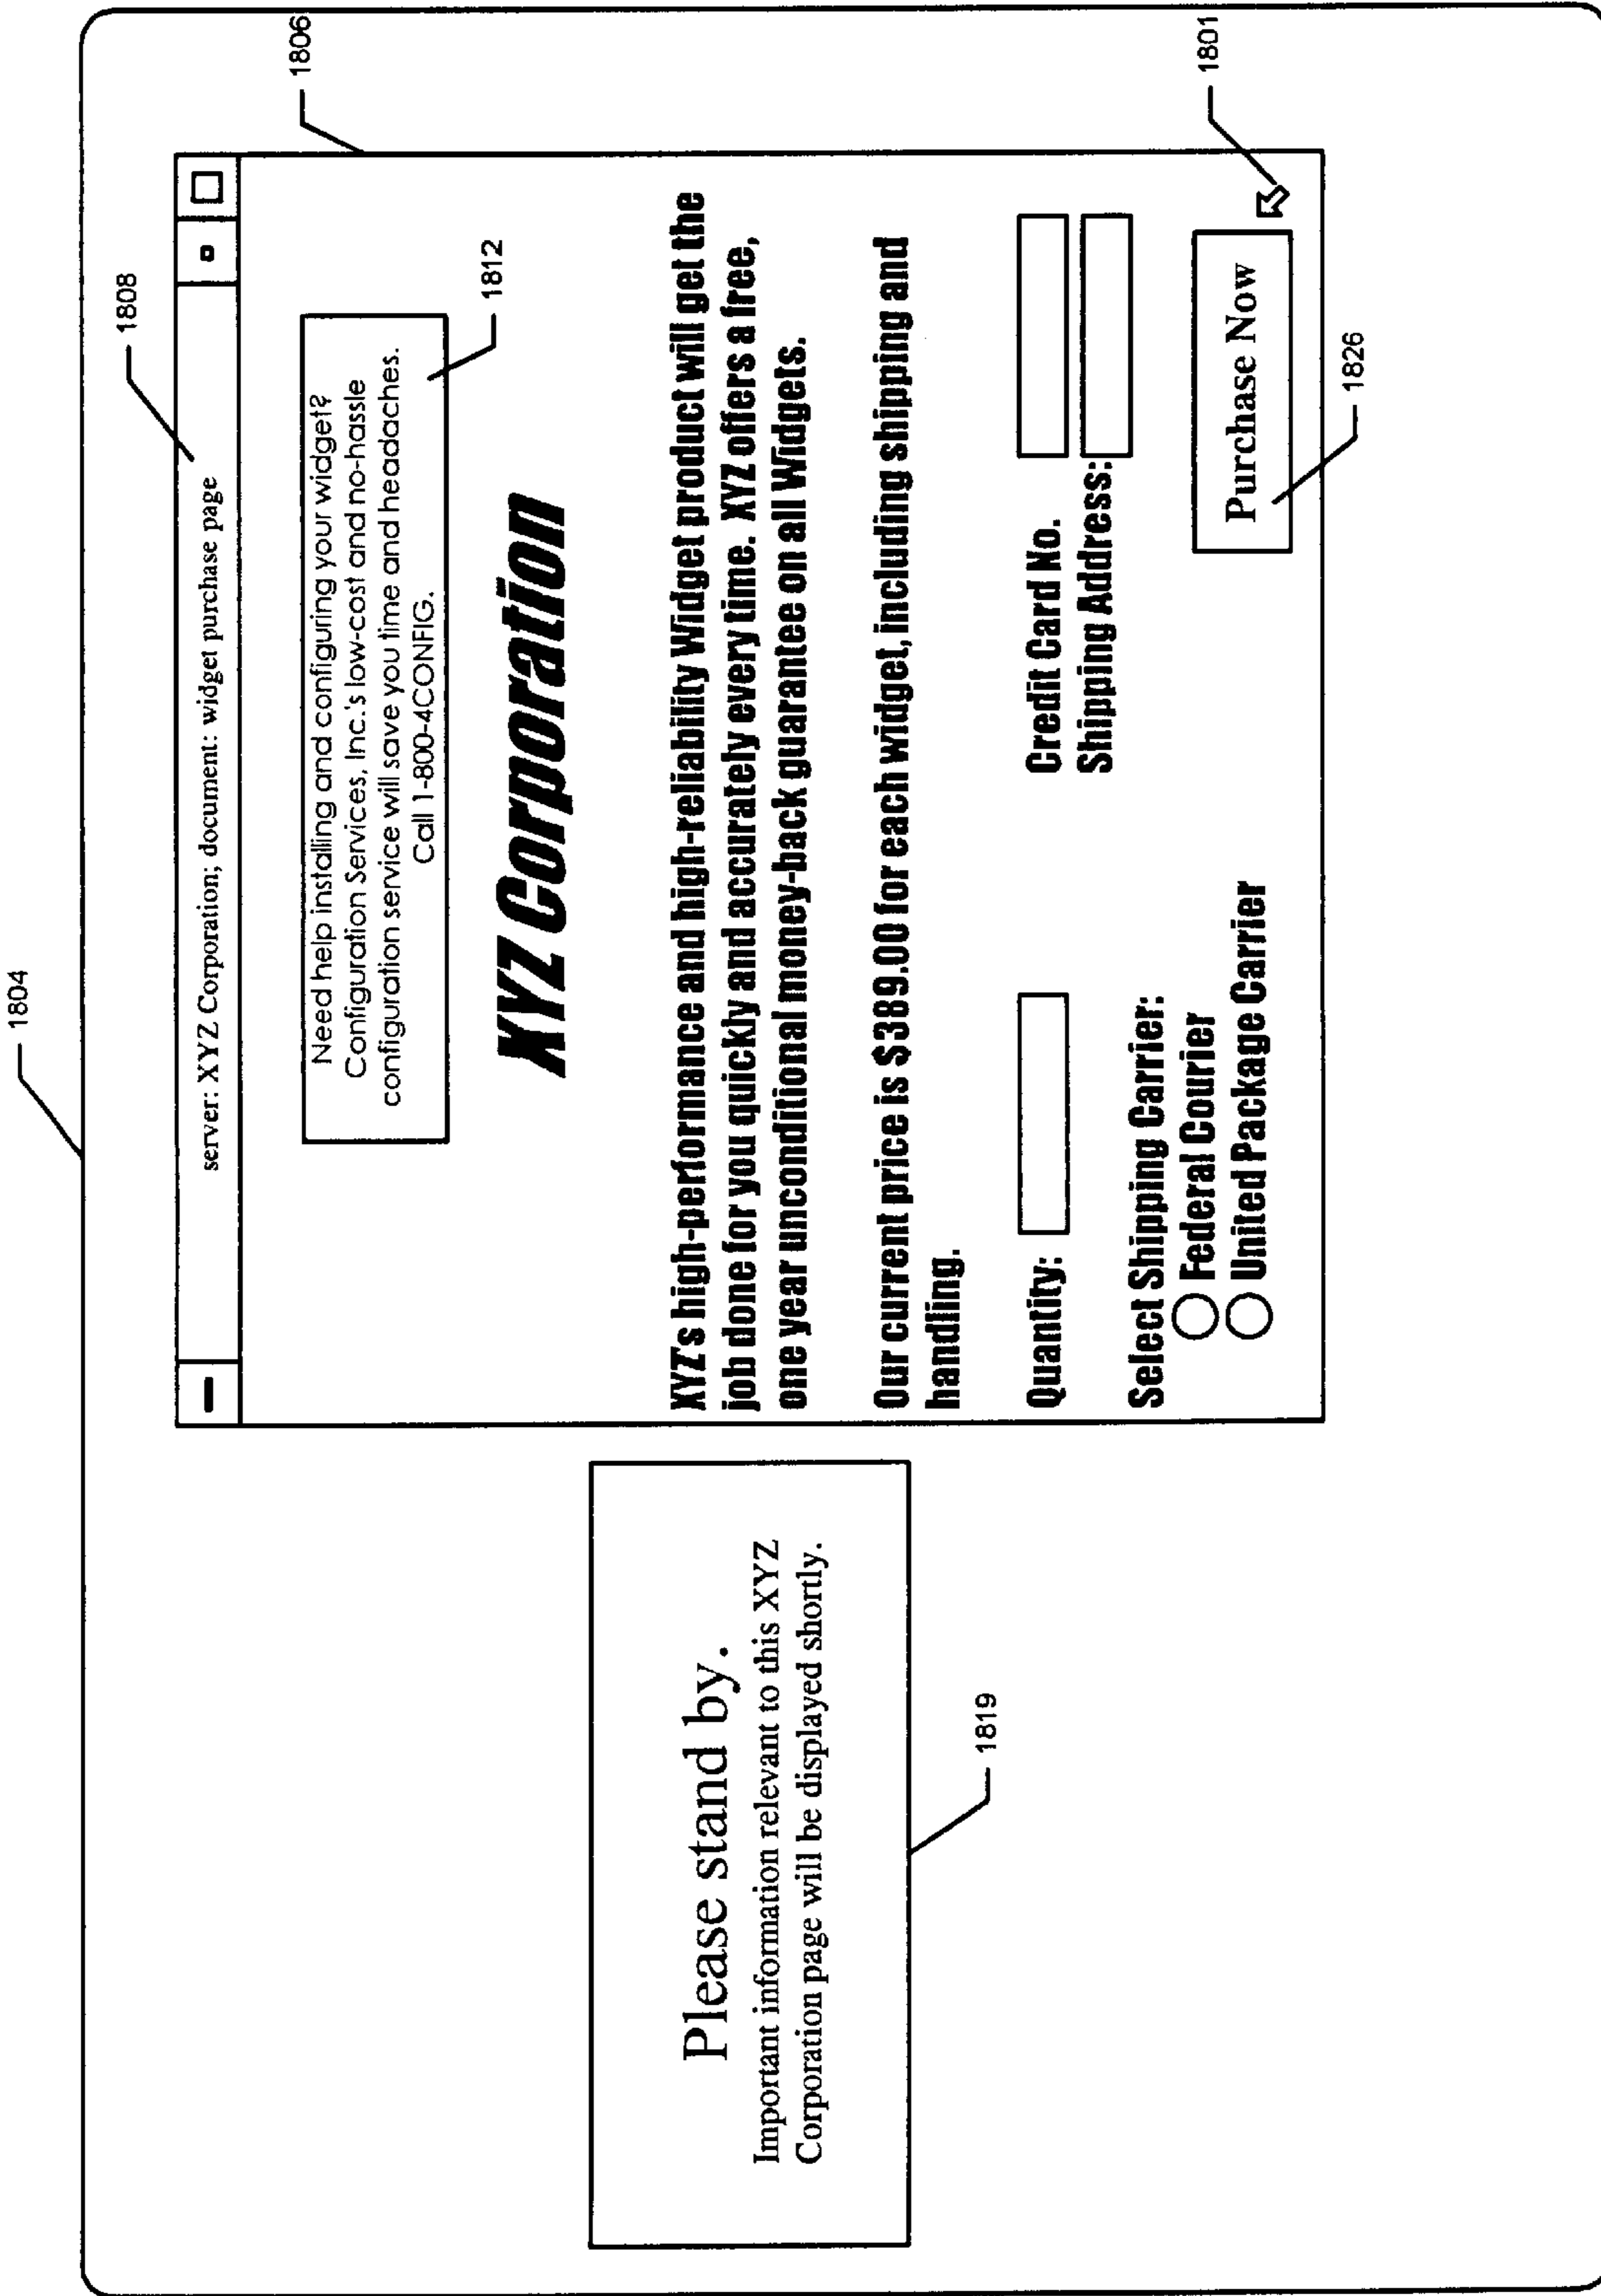 1804
1808
1806
server: XYZ Corporation; document: widget purchase page
Need help installing and configuring your widget?
Configuration Services, Inc.'s low-cost and no-hassle
configuration service will save you time and headaches.
Call 1-800-4CONFIG.
1812
XYZ Corporation
XYZ's high-performance and high-reliability Widget product will get the
job done for you quickly and accurately every time. XYZ offers a free,
one year unconditional money-back guarantee on all Widgets.
Our current price is $389.00 for each widget, including shipping and
handling.
Quantity:
Credit Card No.
Shipping Address:
Select Shipping Carrier:
Federal Courier
United Package Carrier
Purchase Now
1801
1826
Please stand by.
Important information relevant to this XYZ
Corporation page will be displayed shortly.
1819